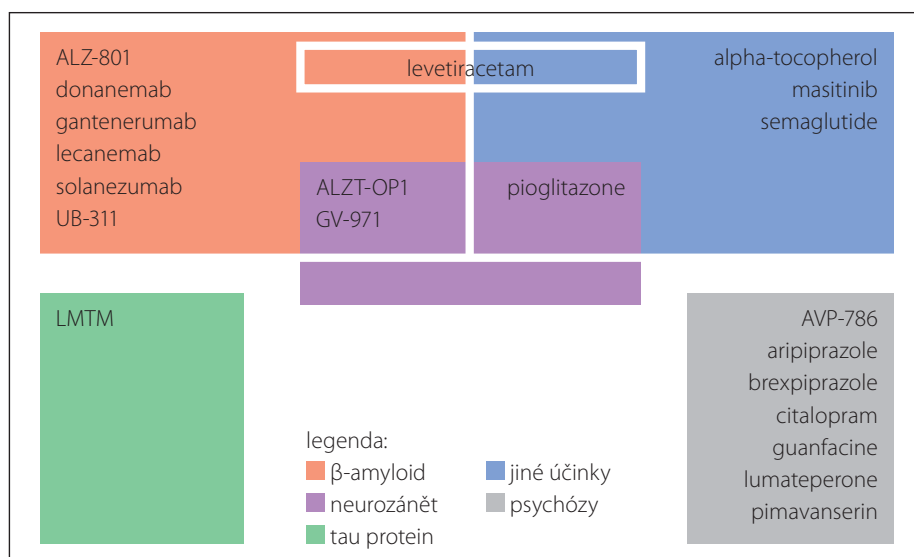 ALZ-801
donanemab
gantenerumab
lecanemab
solanezumab
UB-311
levetiracetam
alpha-tocopherol
masitinib
semaglutide
ALZT-OP1
GV-971
pioglitazone
LMTM
AVP-786
aripiprazole
brexpiprazole
citalopram
guanfacine
lumateperone
pimavanserin
legenda:
β-amyloid
neurozánět
tau protein
jiné účinky
psychózy